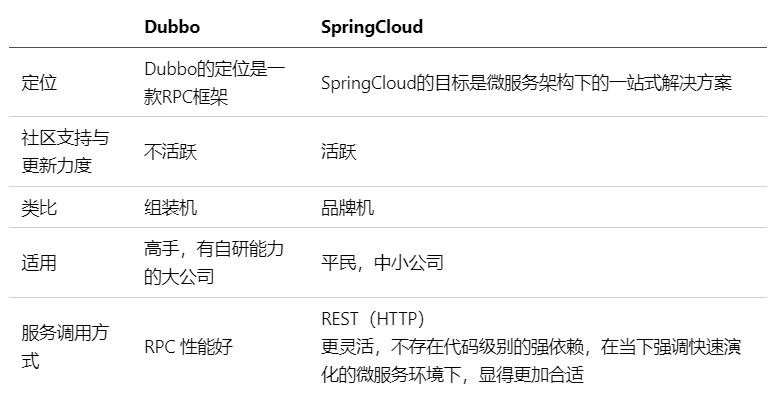 Dubbo SpringCloud
定位 Dubbo的定位是一 SpringCloud的目标是微服务架构下的一站式解决方案
款RPC框架
社区支持与 不活跃 活跃
更新力度
类比 组装机 品牌机
适用 高手，有自研能力 平民，中小公司
的大公司
服务调用方 RPC 性能好 REST（HTTP）
式 更灵活，不存在代码级别的强依赖，在当下强调快速演
化的微服务环境下，显得更加合适